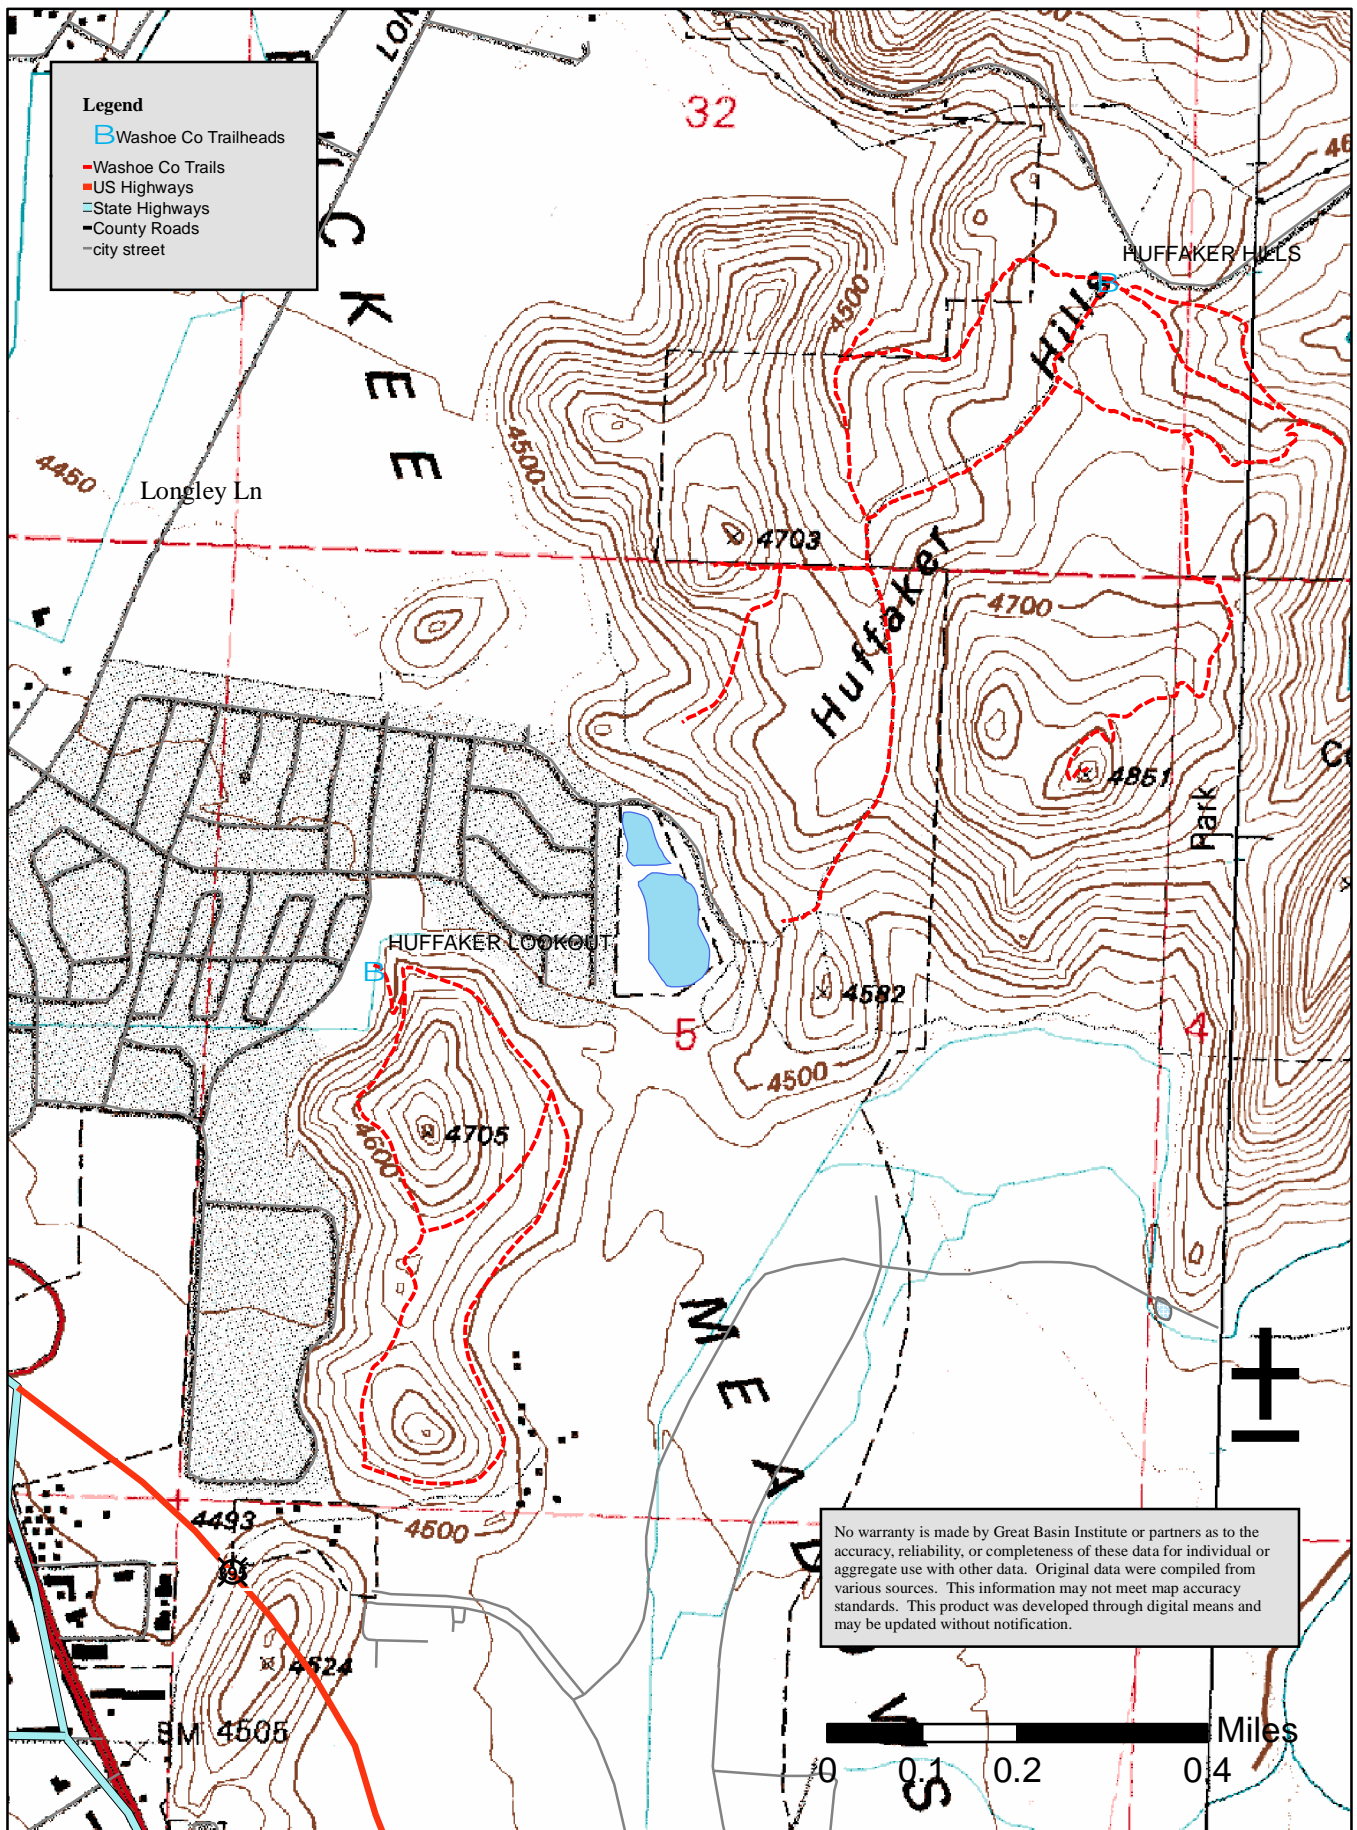 Legend
B Washoe Co Trailheads
Washoe Co Trails
US Highways
State Highways
County Roads
city street
LON
32
46
C
K
E
E
HUFFAKER HILLS
Hills
4500
4500
4450
Longley Ln
4703
Huffaker
4700
4851
Park
HUFFAKER LOOKOUT
B
B
4582
5
4
4500
4705
4600
M
E
A
D
O
W
S
4493
4500
395
4524
BM 4505
No warranty is made by Great Basin Institute or partners as to the
accuracy, reliability, or completeness of these data for individual or
aggregate use with other data. Original data were compiled from
various sources. This information may not meet map accuracy
standards. This product was developed through digital means and
may be updated without notification.
Miles
0 0.1 0.2 0.4